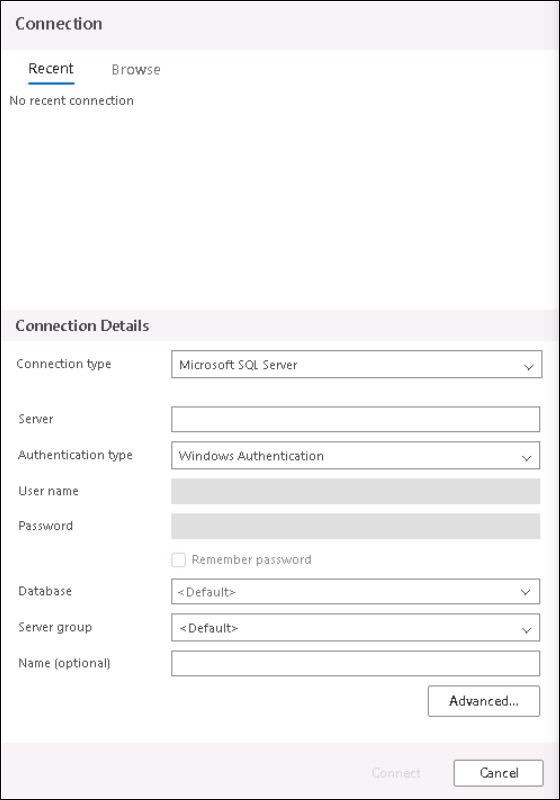 Connection
Recent Browse
No recent connection
Connection Details
Connection type Microsoft SQL Server
Server
Authentication type Windows Authentication
User name
Password
Remember password
Database <Default>
Server group <Default>
Name (optional)
Advanced...
Connect Cancel